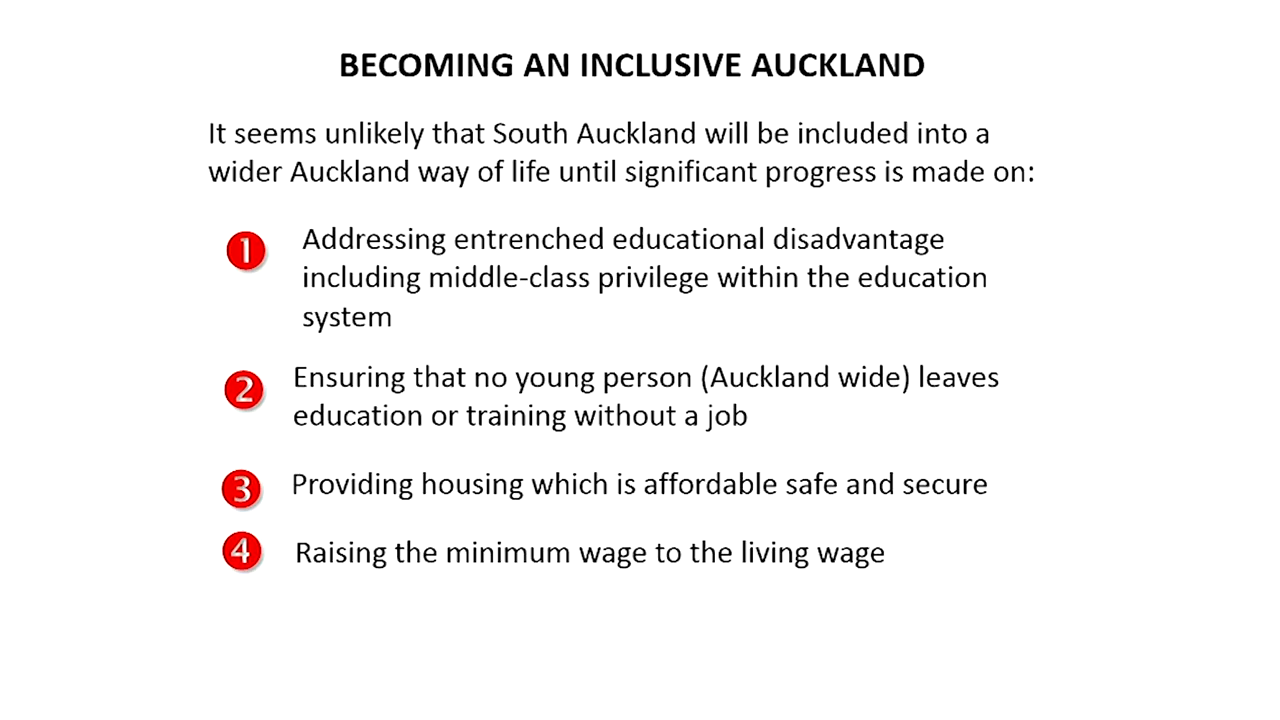 BECOMING AN INCLUSIVE AUCKLAND
It seems unlikely that South Auckland will be included into a
wider Auckland way of life until significant progress is made on:
1 Addressing entrenched educational disadvantage
including middle-class privilege within the education
system
2 Ensuring that no young person (Auckland wide) leaves
education or training without a job
3 Providing housing which is affordable safe and secure
4 Raising the minimum wage to the living wage